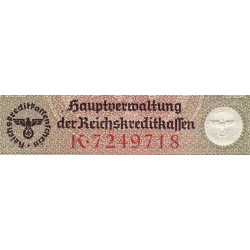 Reichskreditkassenschein
Hauptverwaltung
der Reichskreditkassen
K·7249718